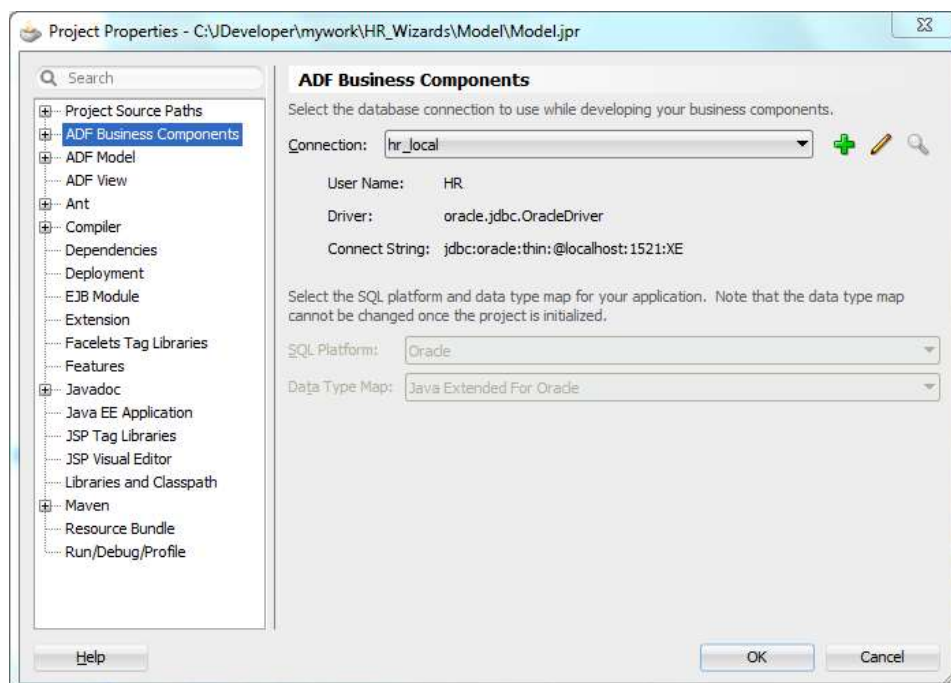 Project Properties - C:\JDeveloper\mywork\HR_Wizards\Model\Model.jpr
Search
Project Source Paths
ADF Business Components
ADF Model
ADF View
Ant
Compiler
Dependencies
Deployment
EJB Module
Extension
Facelets Tag Libraries
Features
Javadoc
Java EE Application
JSP Tag Libraries
JSP Visual Editor
Libraries and Classpath
Maven
Resource Bundle
Run/Debug/Profile
ADF Business Components
Select the database connection to use while developing your business components.
Connection: hr_local
User Name: HR
Driver: oracle.jdbc.OracleDriver
Connect String: jdbc:oracle:thin:@localhost:1521:XE
Select the SQL platform and data type map for your application. Note that the data type map
cannot be changed once the project is initialized.
SQL Platform: Oracle
Data Type Map: Java Extended For Oracle
Help
OK
Cancel